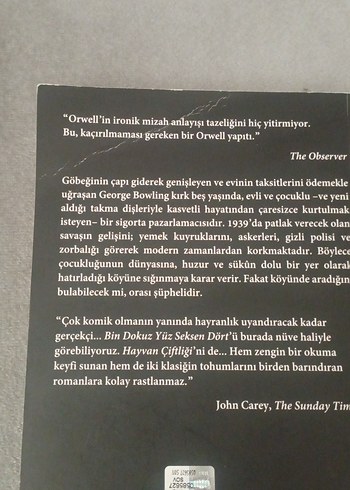 “Orwell’in ironik mizah anlayışı tazeliğini hiç yitirmiyor.
Bu, kaçırılmaması gereken bir Orwell yapıtı.”
The Observer
Göbeğinin çapı giderek genişleyen ve evinin taksitlerini ödemekle
uğraşan George Bowling kırk beş yaşında, evli ve çocuklu –ve yeni
aldığı takma dişleriyle kasvetli hayatından çaresizce kurtulmak
isteyen– bir sigorta pazarlamacısıdır. 1939’da patlak verecek olan
savaşın gelişini; yemek kuyruklarını, askerleri, gizli polisi ve
zorbalığı görerek modern zamanlardan korkmaktadır. Böylece
çocukluğunun dünyasına, huzur ve sükûn dolu bir yer olarak
hatırladığı köyüne sığınmaya karar verir. Fakat köyünde aradığın
bulabilecek mi, orası şüphelidir.
“Çok komik olmanın yanında hayranlık uyandıracak kadar
gerçekçi... Bin Dokuz Yüz Seksen Dört’ü burada nüve haliyle
görebiliyoruz. Hayvan Çiftliği’ni de... Hem zengin bir okuma
keyfi sunan hem de iki klasiğin tohumlarını birden barındıran
romanlara kolay rastlanmaz.”
John Carey, The Sunday Tim